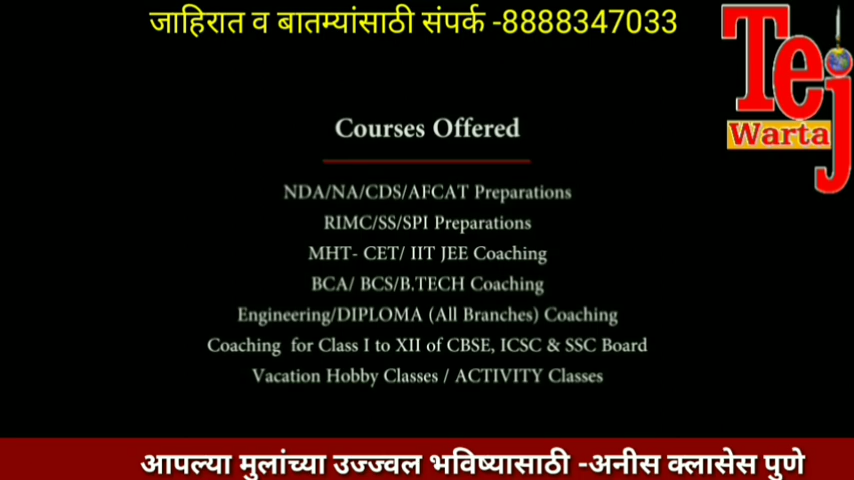 जाहिरात व बातम्यांसाठी संपर्क -8888347033
Tej
Warta
Courses Offered
NDA/NA/CDS/AFCAT Preparations
RIMC/SS/SPI Preparations
MHT- CET/ IIT JEE Coaching
BCA/ BCS/B.TECH Coaching
Engineering/DIPLOMA (All Branches) Coaching
Coaching for Class I to XII of CBSE, ICSC & SSC Board
Vacation Hobby Classes / ACTIVITY Classes
आपल्या मुलांच्या उज्ज्वल भविष्यासाठी -अनीस क्लासेस पुणे